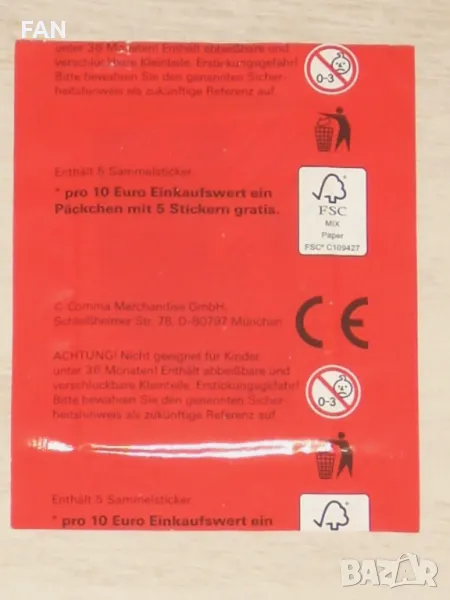 FAN
unter 36 Monaten! Enthält abbeißbare und
verschluckbare Kleinteile. Erstickungsgefahr!
Bitte bewahren Sie den genannten Sicher-
heitshinweis als zukünftige Referenz auf.
0-3
Enthält 5 Sammelsticker.
* pro 10 Euro Einkaufswert ein
Päckchen mit 5 Stickern gratis.
FSC
MIX
Paper
FSC® C109427
© Comma Merchandise GmbH,
Schleißheimer Str. 78, D-80797 München
CE
ACHTUNG! Nicht geeignet für Kinder
unter 36 Monaten! Enthält abbeißbare und
verschluckbare Kleinteile. Erstickungsgefahr!
Bitte bewahren Sie den genannten Sicher-
heitshinweis als zukünftige Referenz auf.
0-3
Enthält 5 Sammelsticker.
* pro 10 Euro Einkaufswert ein
BAZAR